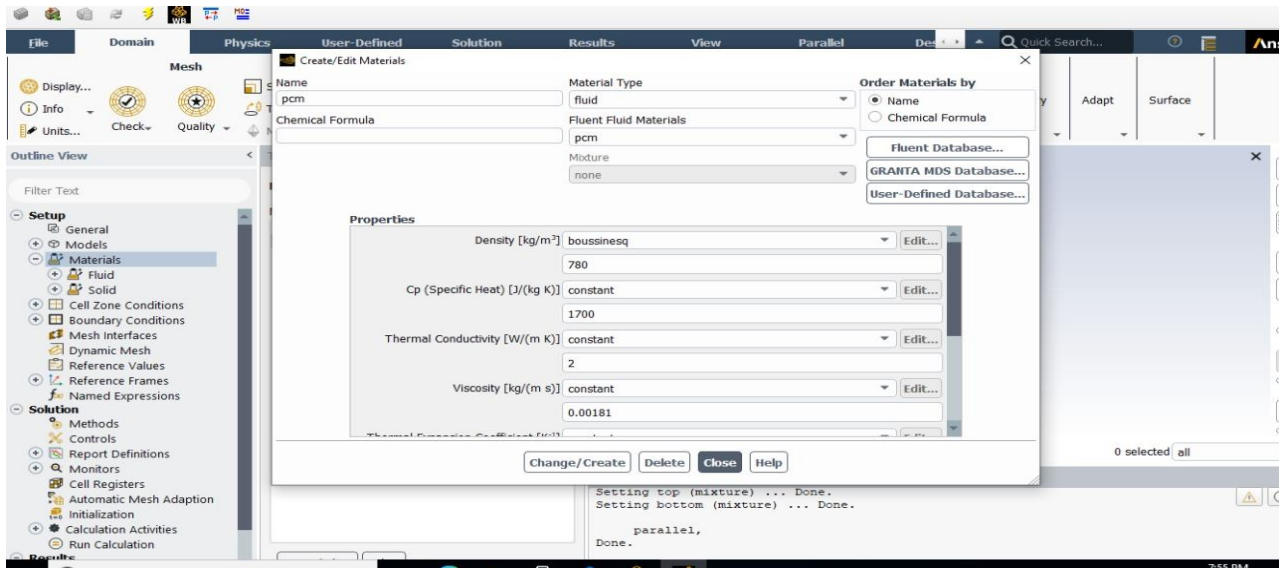 WB
File Domain Physics User-Defined Solution Results View Parallel Quick Search...
Mesh
Display...
Info
Units...
Check
Quality
Adapt
Surface
Outline View
Filter Text
Setup
General
Models
Materials
Fluid
Solid
Cell Zone Conditions
Boundary Conditions
Mesh Interfaces
Dynamic Mesh
Reference Values
Reference Frames
Named Expressions
Solution
Methods
Controls
Report Definitions
Monitors
Cell Registers
Automatic Mesh Adaption
Initialization
Calculation Activities
Run Calculation
Results
Create/Edit Materials
Name
pcm
Chemical Formula
Material Type
fluid
Fluent Fluid Materials
pcm
Mixture
none
Order Materials by
Name
Chemical Formula
Fluent Database...
GRANTA MDS Database...
User-Defined Database...
Properties
Density [kg/m³] boussinesq Edit...
780
Cp (Specific Heat) [J/(kg K)] constant Edit...
1700
Thermal Conductivity [W/(m K)] constant Edit...
2
Viscosity [kg/(m s)] constant Edit...
0.00181
Change/Create Delete Close Help
0 selected all
Setting top (mixture) ... Done.
Setting bottom (mixture) ... Done.
parallel,
Done.
7:55 PM